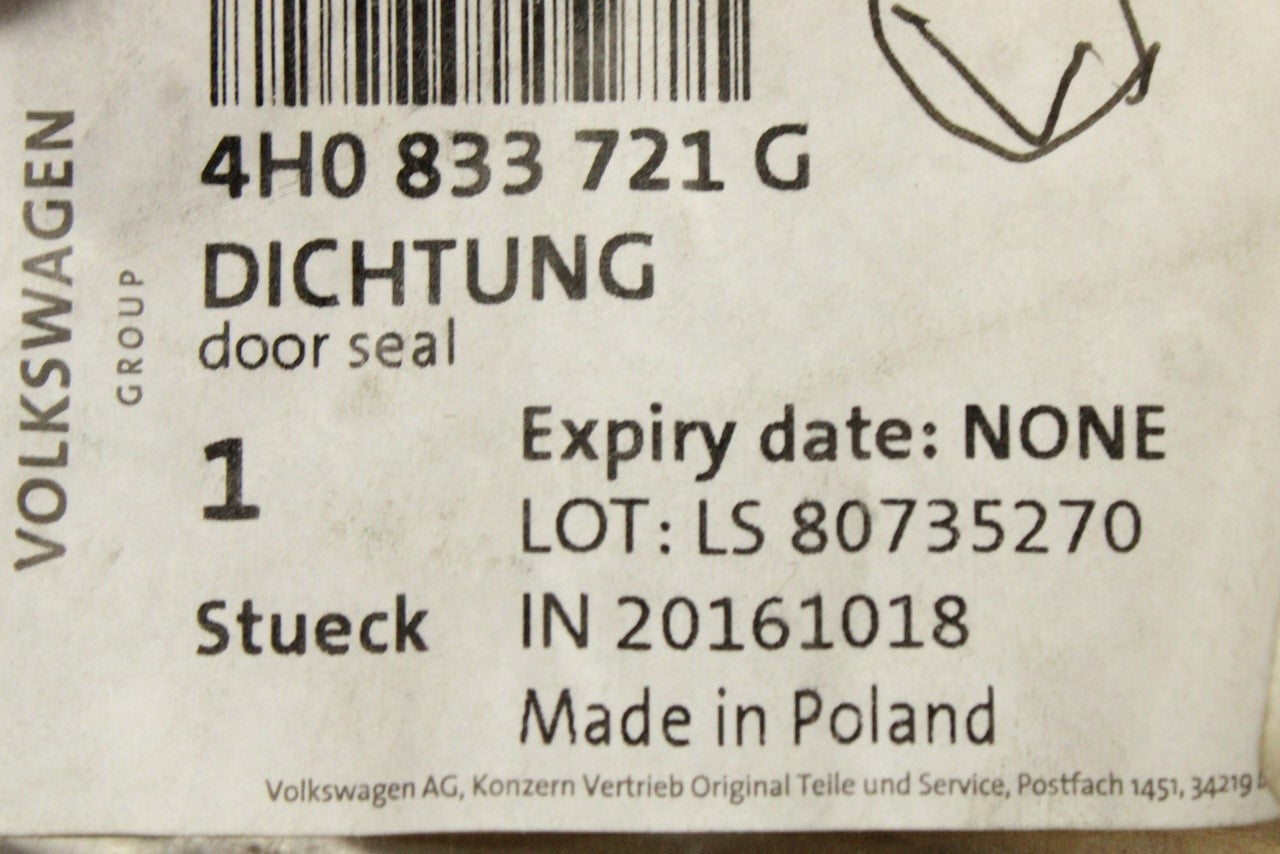 VOLKSWAGEN
GROUP
4H0 833 721 G
DICHTUNG
door seal
1
Stueck
Expiry date: NONE
LOT: LS 80735270
IN 20161018
Made in Poland
Volkswagen AG, Konzern Vertrieb Original Teile und Service, Postfach 1451, 34219